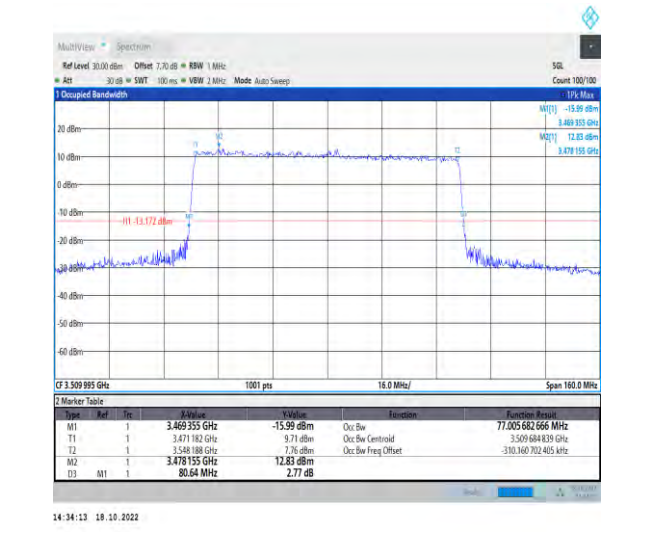 MultiView Spectrum
Ref Level 30.00 dBm Offset 7.70 dB RBW 1 MHz SGL
Att 30 dB SWT 100 ms VBW 2 MHz Mode Auto Sweep Count 100/100
1 Occupied Bandwidth 1Pk Max
M1[1] -15.99 dBm
3.469 355 GHz
20 dBm M2[1] 12.83 dBm
3.478 155 GHz
M2
T1 T2
10 dBm
0 dBm
-10 dBm
M1
H1 -13.172 dBm
-20 dBm
-30 dBm
-40 dBm
-50 dBm
-60 dBm
CF 3.509 995 GHz 1001 pts 16.0 MHz/ Span 160.0 MHz
2 Marker Table
Type Ref Trc X-Value Y-Value Function Function Result
M1 1 3.469 355 GHz -15.99 dBm Occ Bw 77.005 682 666 MHz
T1 1 3.471 182 GHz 9.71 dBm Occ Bw Centroid 3.509 684 839 GHz
T2 1 3.548 188 GHz 7.76 dBm Occ Bw Freq Offset -310.160 702 405 kHz
M2 1 3.478 155 GHz 12.83 dBm
D3 M1 1 80.64 MHz 2.77 dB
14:34:13 18.10.2022